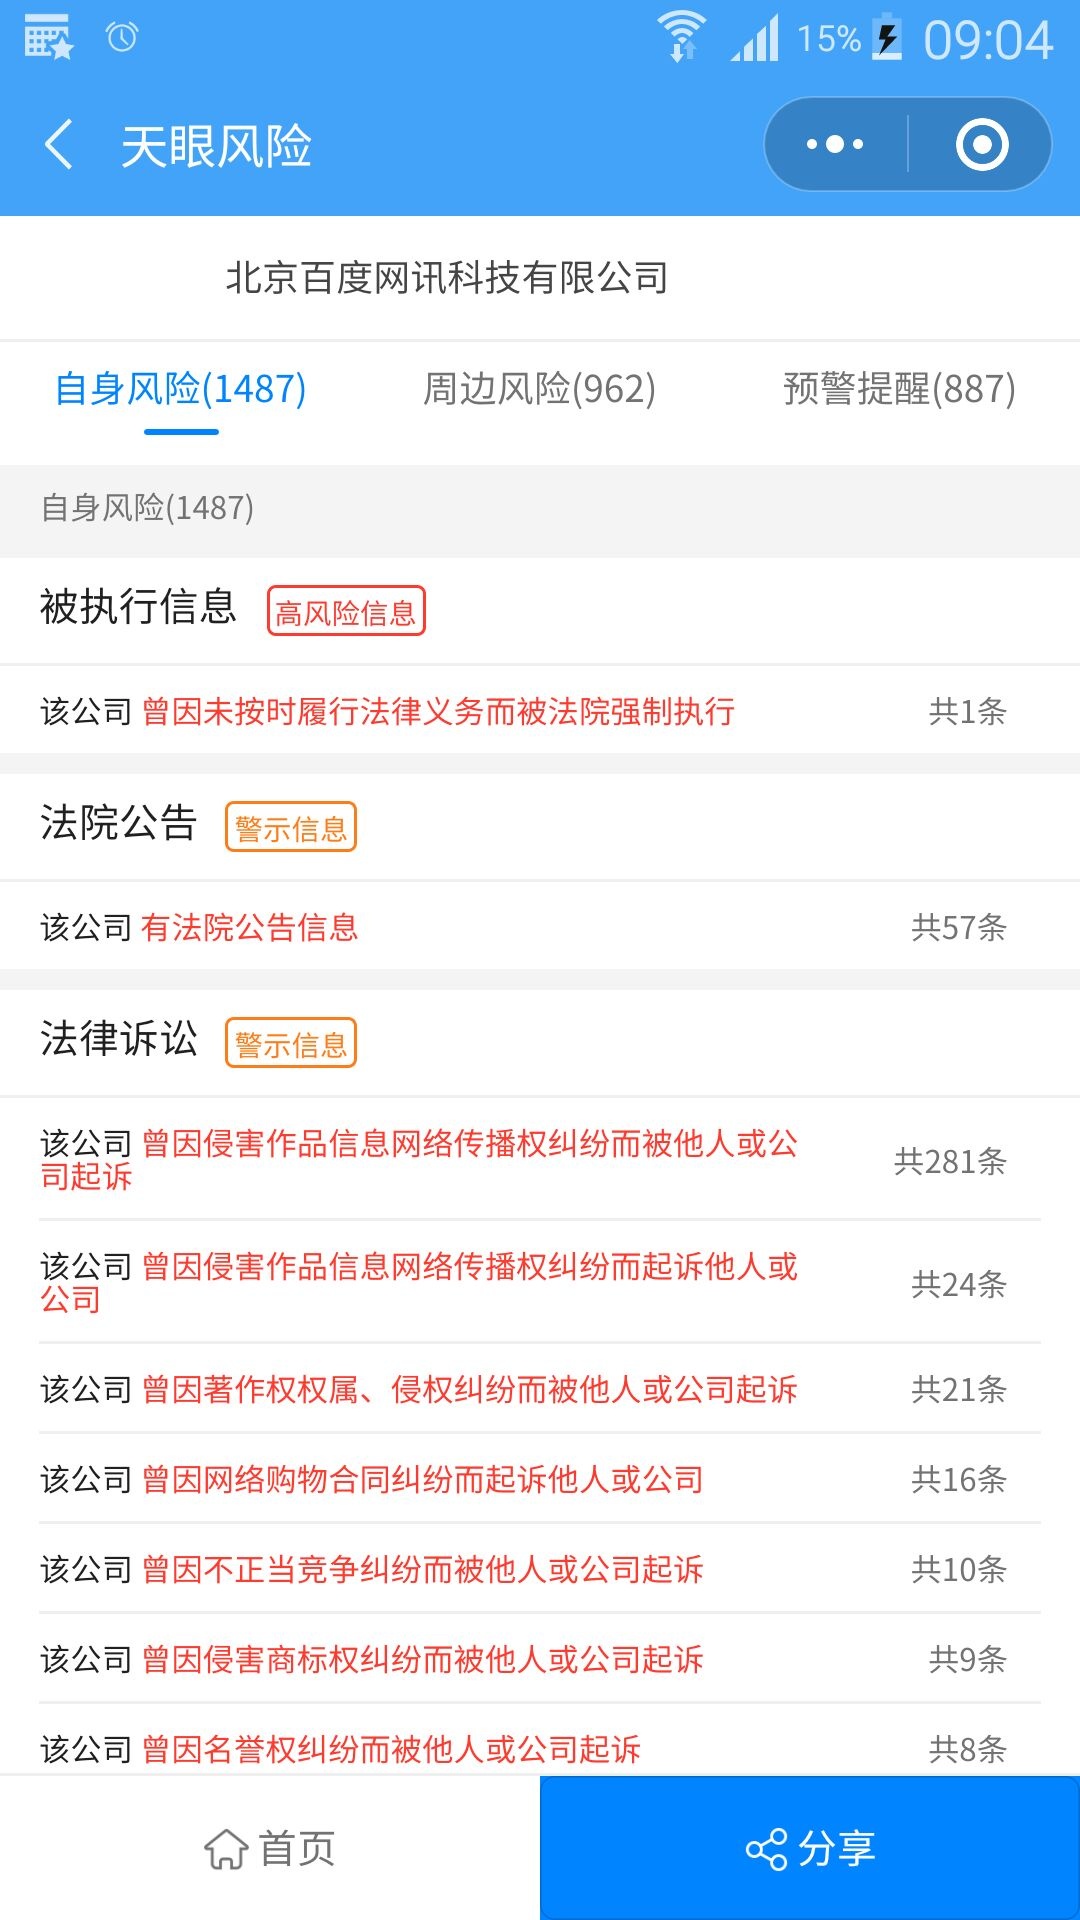 15% 09:04
天眼风险
北京百度网讯科技有限公司
自身风险(1487) 周边风险(962) 预警提醒(887)
自身风险(1487)
被执行信息 高风险信息
该公司 曾因未按时履行法律义务而被法院强制执行 共1条
法院公告 警示信息
该公司 有法院公告信息 共57条
法律诉讼 警示信息
该公司 曾因侵害作品信息网络传播权纠纷而被他人或公
司起诉 共281条
该公司 曾因侵害作品信息网络传播权纠纷而起诉他人或
公司 共24条
该公司 曾因著作权权属、侵权纠纷而被他人或公司起诉 共21条
该公司 曾因网络购物合同纠纷而起诉他人或公司 共16条
该公司 曾因不正当竞争纠纷而被他人或公司起诉 共10条
该公司 曾因侵害商标权纠纷而被他人或公司起诉 共9条
该公司 曾因名誉权纠纷而被他人或公司起诉 共8条
首页 分享